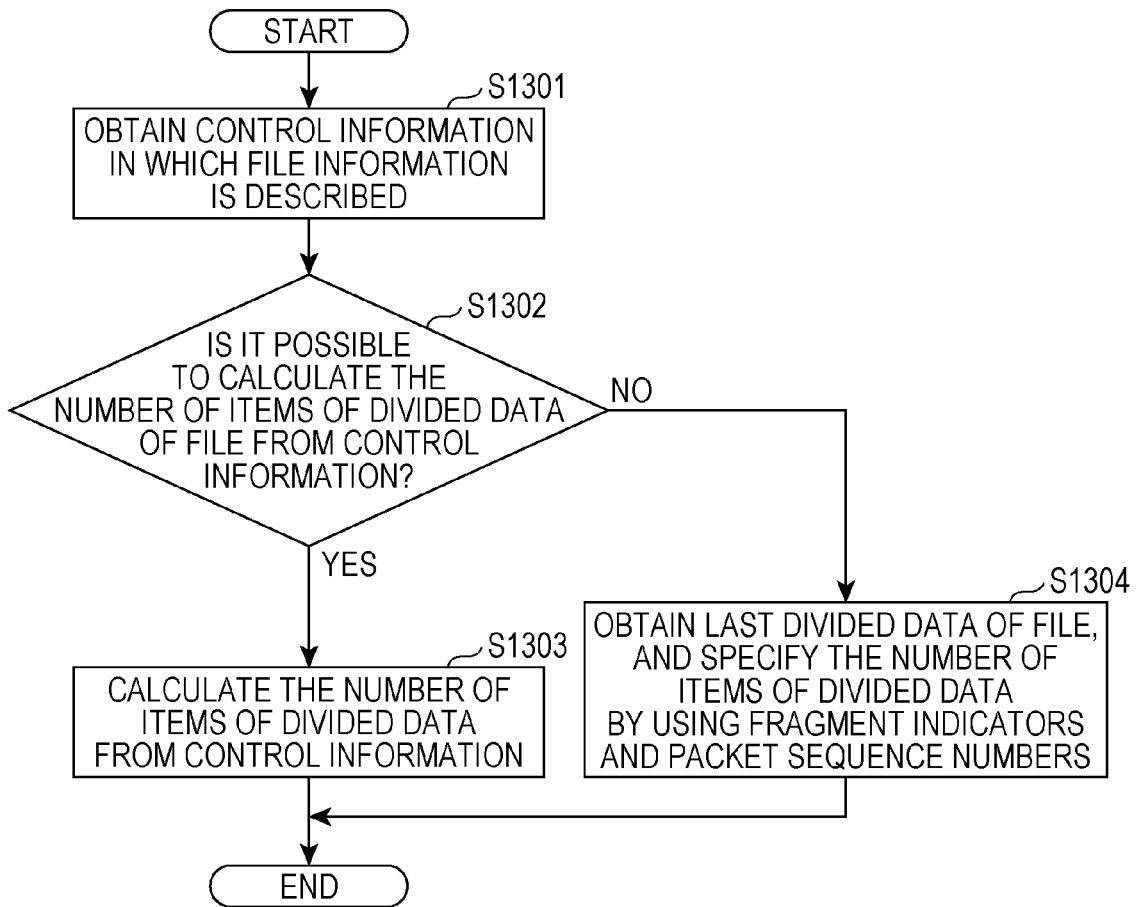 START
S1301
OBTAIN CONTROL INFORMATION
IN WHICH FILE INFORMATION
IS DESCRIBED
S1302
IS IT POSSIBLE
TO CALCULATE THE
NUMBER OF ITEMS OF DIVIDED DATA
OF FILE FROM CONTROL
INFORMATION?
NO
YES
S1303
CALCULATE THE NUMBER OF
ITEMS OF DIVIDED DATA
FROM CONTROL INFORMATION
S1304
OBTAIN LAST DIVIDED DATA OF FILE,
AND SPECIFY THE NUMBER OF
ITEMS OF DIVIDED DATA
BY USING FRAGMENT INDICATORS
AND PACKET SEQUENCE NUMBERS
END